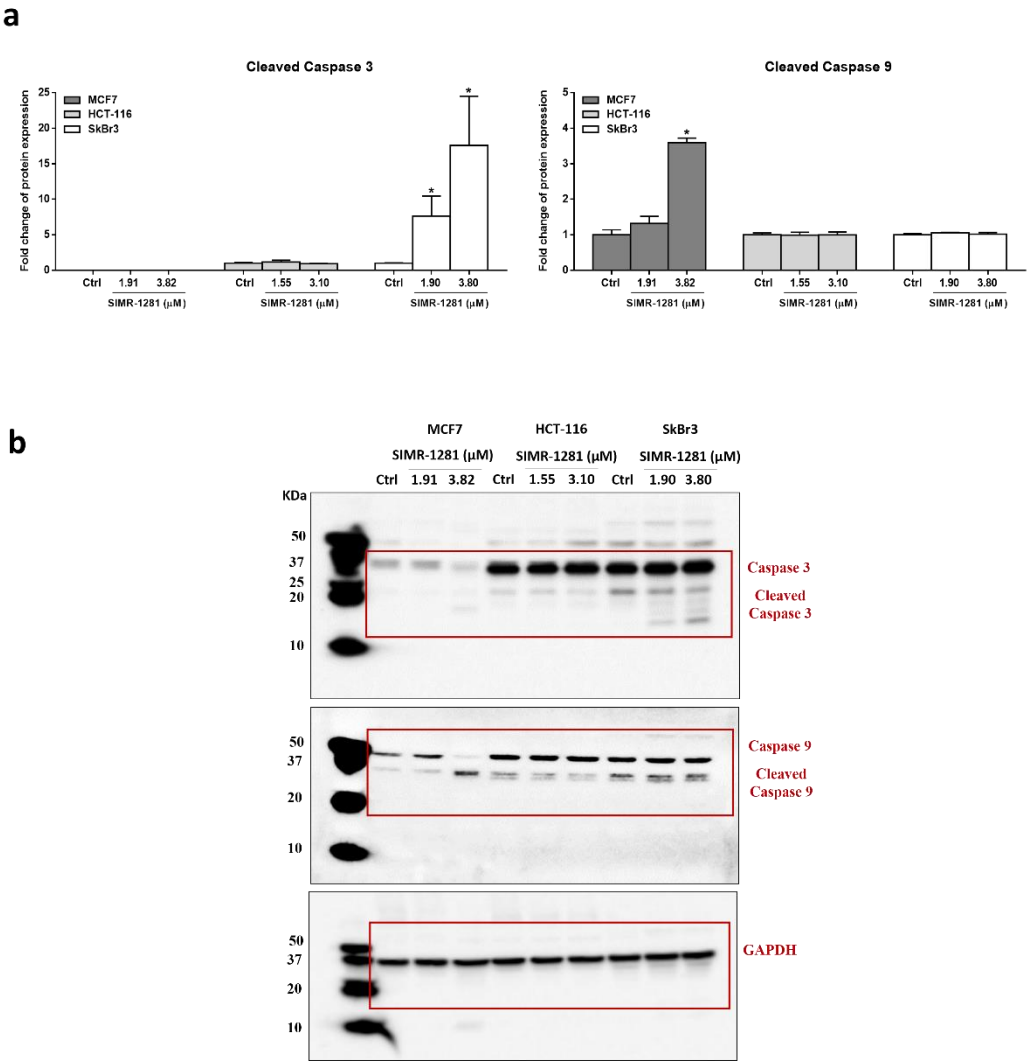 a
Cleaved Caspase 3
Fold change of protein expression
25
20
15
10
5
0
MCF7
HCT-116
SkBr3
*
*
Ctrl 1.91 3.82 Ctrl 1.55 3.10 Ctrl 1.90 3.80
SIMR-1281 (μM) SIMR-1281 (μM) SIMR-1281 (μM)
Cleaved Caspase 9
Fold change of protein expression
5
4
3
2
1
0
MCF7
HCT-116
SkBr3
*
Ctrl 1.91 3.82 Ctrl 1.55 3.10 Ctrl 1.90 3.80
SIMR-1281 (μM) SIMR-1281 (μM) SIMR-1281 (μM)
b
MCF7 HCT-116 SkBr3
SIMR-1281 (μM) SIMR-1281 (μM) SIMR-1281 (μM)
Ctrl 1.91 3.82 Ctrl 1.55 3.10 Ctrl 1.90 3.80
KDa
50
37
25
20
10
Caspase 3
Cleaved
Caspase 3
50
37
20
10
Caspase 9
Cleaved
Caspase 9
50
37
20
10
GAPDH